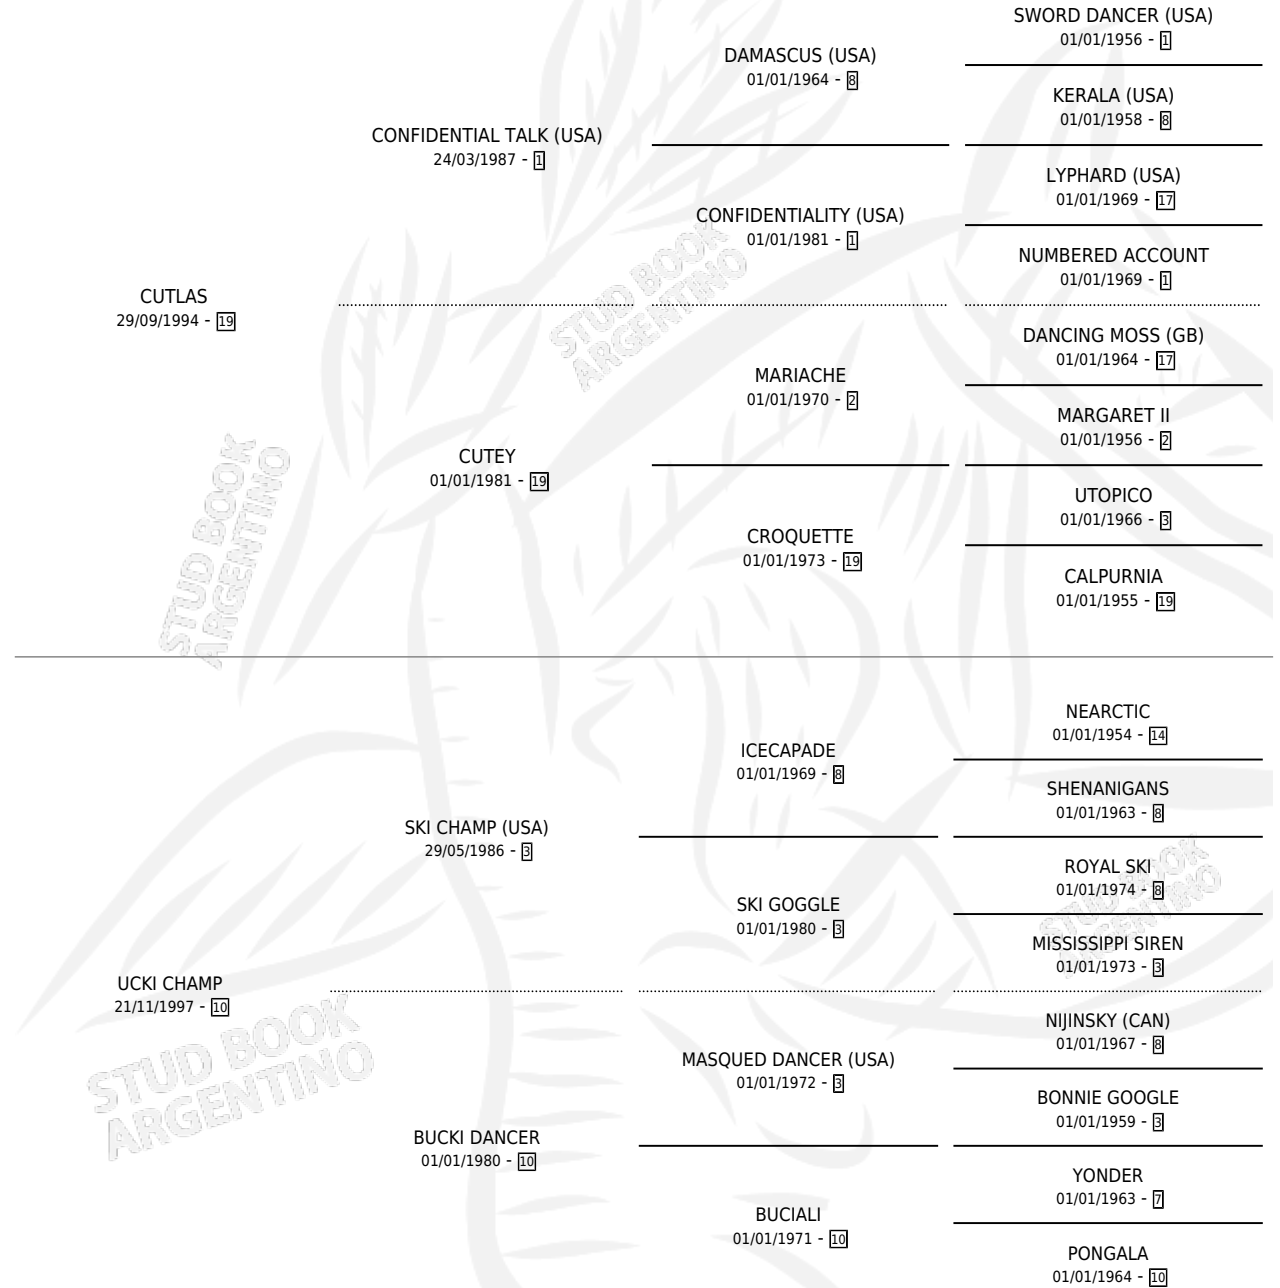 SWORD DANCER (USA)
01/01/1956 - 1
DAMASCUS (USA)
01/01/1964 - 8
KERALA (USA)
01/01/1958 - 8
CONFIDENTIAL TALK (USA)
24/03/1987 - 1
LYPHARD (USA)
01/01/1969 - 17
CONFIDENTIALITY (USA)
01/01/1981 - 1
NUMBERED ACCOUNT
01/01/1969 - 1
CUTLAS
29/09/1994 - 19
DANCING MOSS (GB)
01/01/1964 - 17
MARIACHE
01/01/1970 - 2
MARGARET II
01/01/1956 - 2
CUTEY
01/01/1981 - 19
UTOPICO
01/01/1966 - 3
CROQUETTE
01/01/1973 - 19
CALPURNIA
01/01/1955 - 19
NEARCTIC
01/01/1954 - 14
ICECAPADE
01/01/1969 - 8
SHENANIGANS
01/01/1963 - 8
SKI CHAMP (USA)
29/05/1986 - 3
ROYAL SKI
01/01/1974 - 8
SKI GOGGLE
01/01/1980 - 3
MISSISSIPPI SIREN
01/01/1973 - 3
UCKI CHAMP
21/11/1997 - 10
NIJINSKY (CAN)
01/01/1967 - 8
MASQUED DANCER (USA)
01/01/1972 - 3
BONNIE GOOGLE
01/01/1959 - 3
BUCKI DANCER
01/01/1980 - 10
YONDER
01/01/1963 - 7
BUCIALI
01/01/1971 - 10
PONGALA
01/01/1964 - 10
STUD BOOK
ARGENTINO
STUD BOOK
ARGENTINO
STUD BOOK
ARGENTINO
STUD BOOK
ARGENTINO